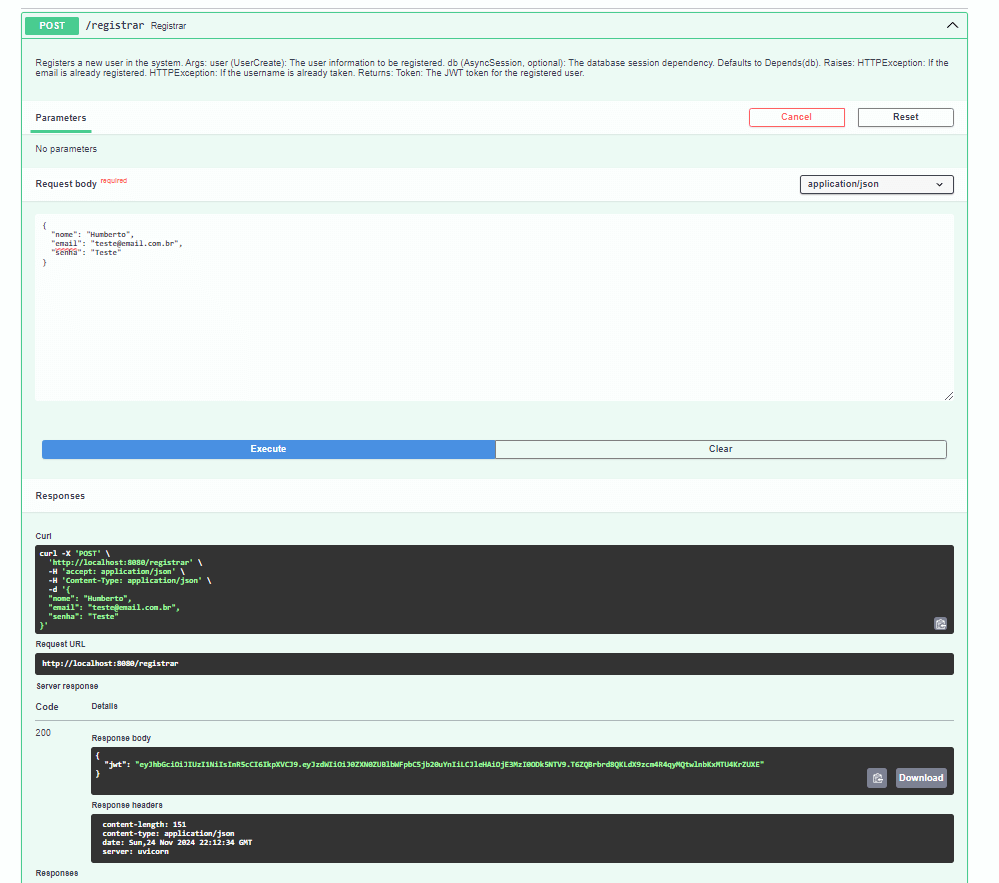 POST /registrar Registrar
Registers a new user in the system. Args: user (UserCreate): The user information to be registered. db (AsyncSession, optional): The database session dependency. Defaults to Depends(db). Raises: HTTPException: If the
email is already registered. HTTPException: If the username is already taken. Returns: Token: The JWT token for the registered user.
Parameters
Cancel
Reset
No parameters
Request body required
application/json
{
"nome": "Humberto",
"email": "teste@email.com.br",
"senha": "Teste"
}
Execute
Clear
Responses
Curl
curl -X 'POST' \
'http://localhost:8080/registrar' \
-H 'accept: application/json' \
-H 'Content-Type: application/json' \
-d '{
"nome": "Humberto",
"email": "teste@email.com.br",
"senha": "Teste"
}'
Request URL
http://localhost:8080/registrar
Server response
Code Details
200
Response body
{
"jwt":
}
Download
Response headers
content-length: 151
content-type: application/json
date: Sun,24 Nov 2024 22:12:34 GMT
server: uvicorn
Responses